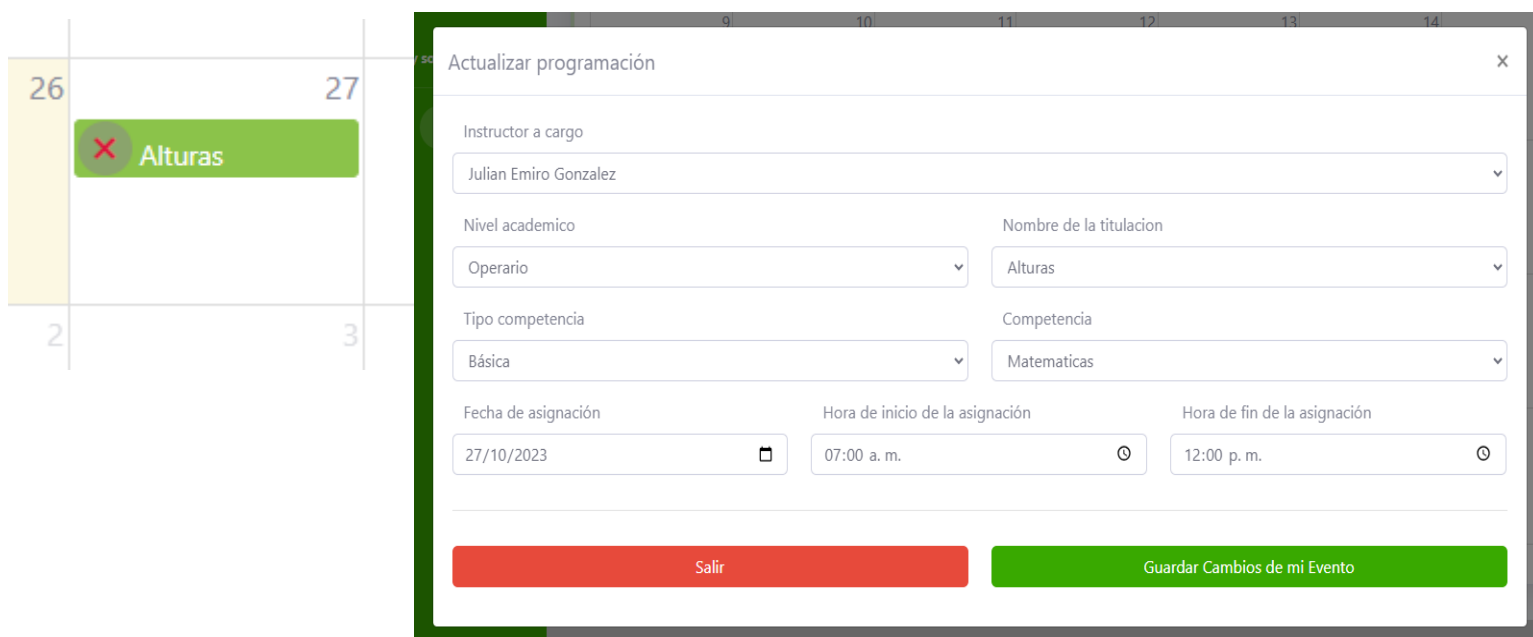 26 27
Alturas
2 3
9 10 11 12 13 14
Actualizar programación
Instructor a cargo
Julian Emiro Gonzalez
Nivel academico Nombre de la titulacion
Operario Alturas
Tipo competencia Competencia
Básica Matematicas
Fecha de asignación Hora de inicio de la asignación Hora de fin de la asignación
27/10/2023 07:00 a. m. 12:00 p. m.
Salir Guardar Cambios de mi Evento